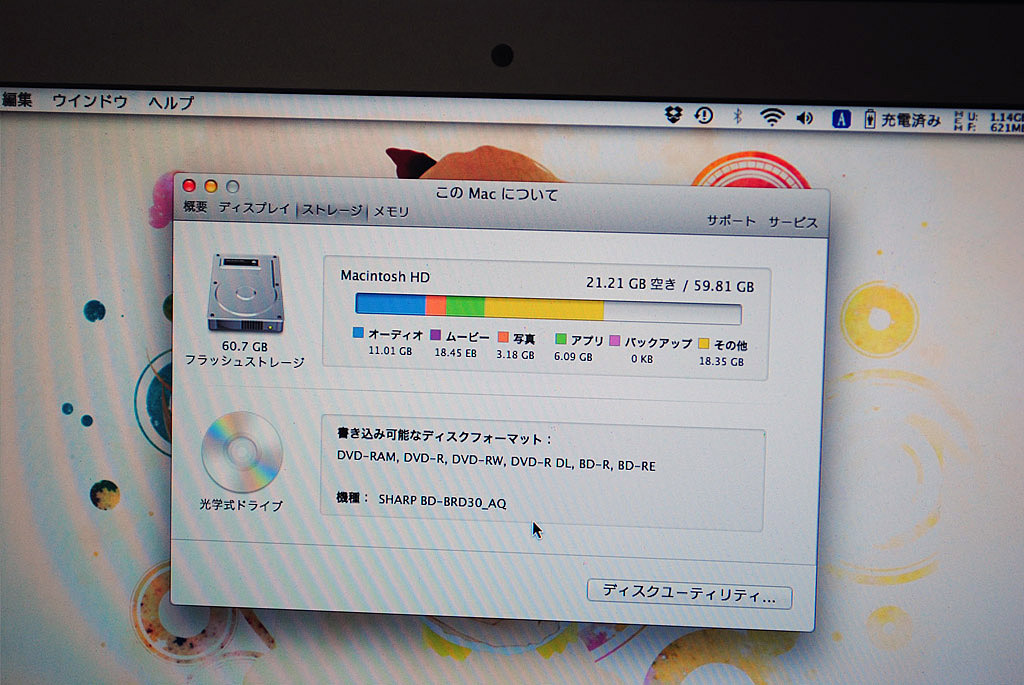 編集 ウインドウ ヘルプ
A 充電済み MEM U: 1.14GB F: 621MB
この Mac について
概要 ディスプレイ ストレージ メモリ サポート サービス
Macintosh HD 21.21 GB 空き / 59.81 GB
オーディオ ムービー 写真 アプリ バックアップ その他
11.01 GB 18.45 EB 3.18 GB 6.09 GB 0 KB 18.35 GB
60.7 GB
フラッシュストレージ
書き込み可能なディスクフォーマット：
DVD-RAM, DVD-R, DVD-RW, DVD-R DL, BD-R, BD-RE
機種： SHARP BD-BRD30_AQ
光学式ドライブ
ディスクユーティリティ...